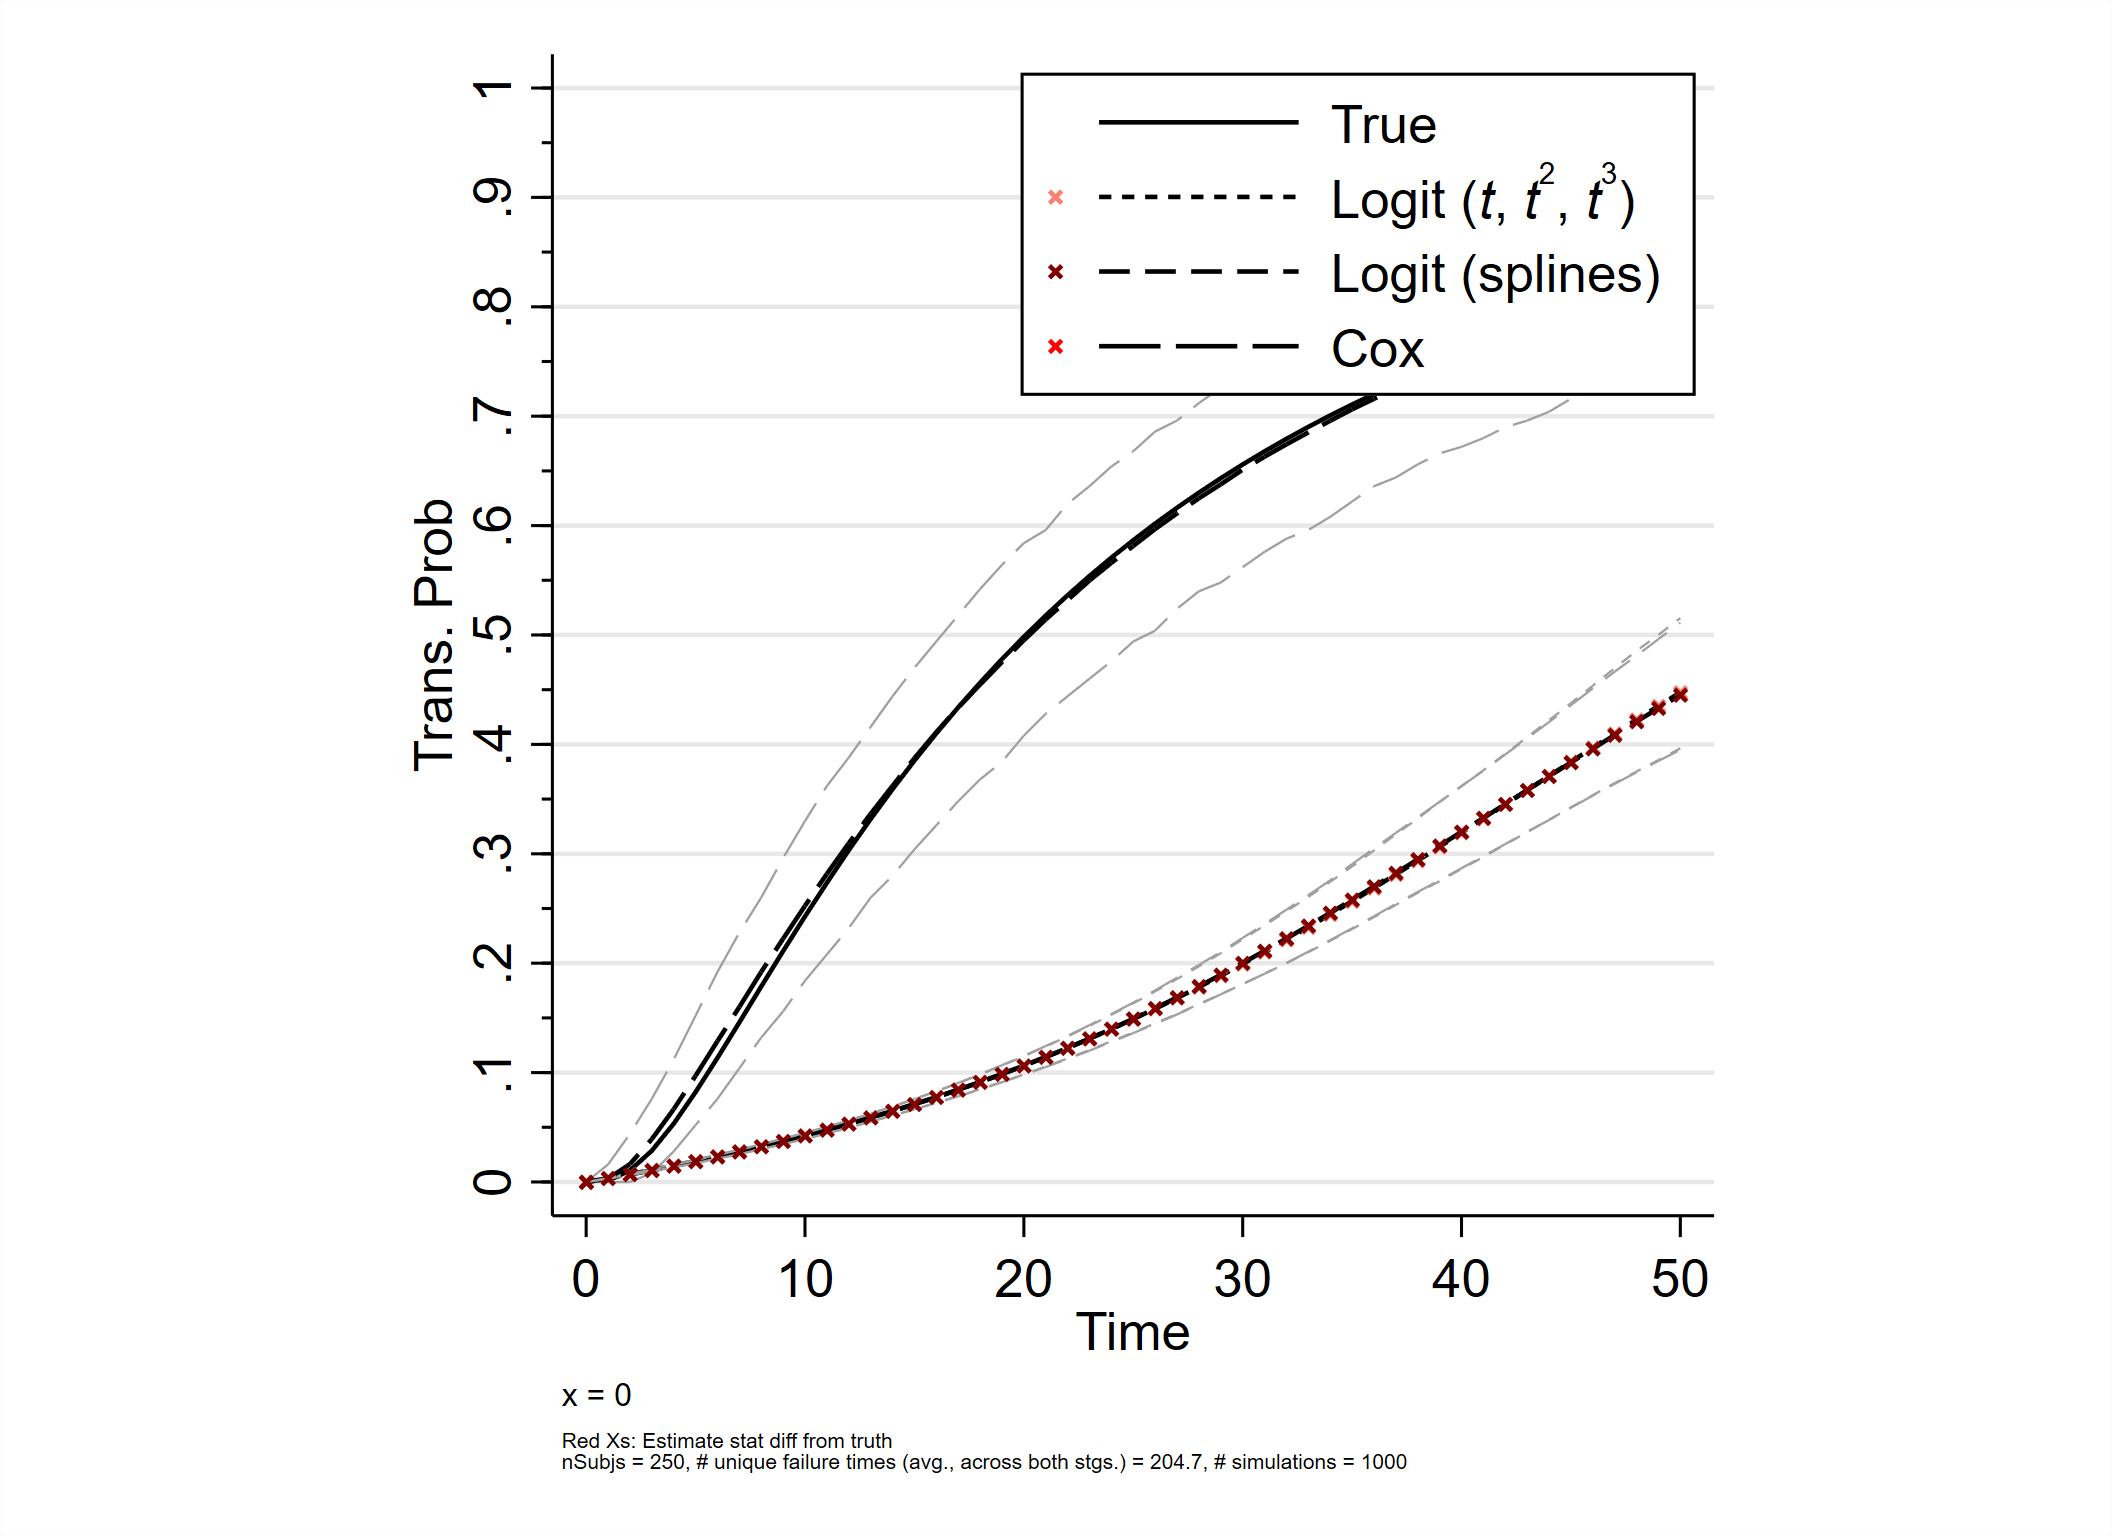 True
Logit (t, t², t³)
Logit (splines)
Cox
Trans. Prob
1
.9
.8
.7
.6
.5
.4
.3
.2
.1
0
0 10 20 30 40 50
Time
x = 0
Red Xs: Estimate stat diff from truth
nSubjs = 250, # unique failure times (avg., across both stgs.) = 204.7, # simulations = 1000